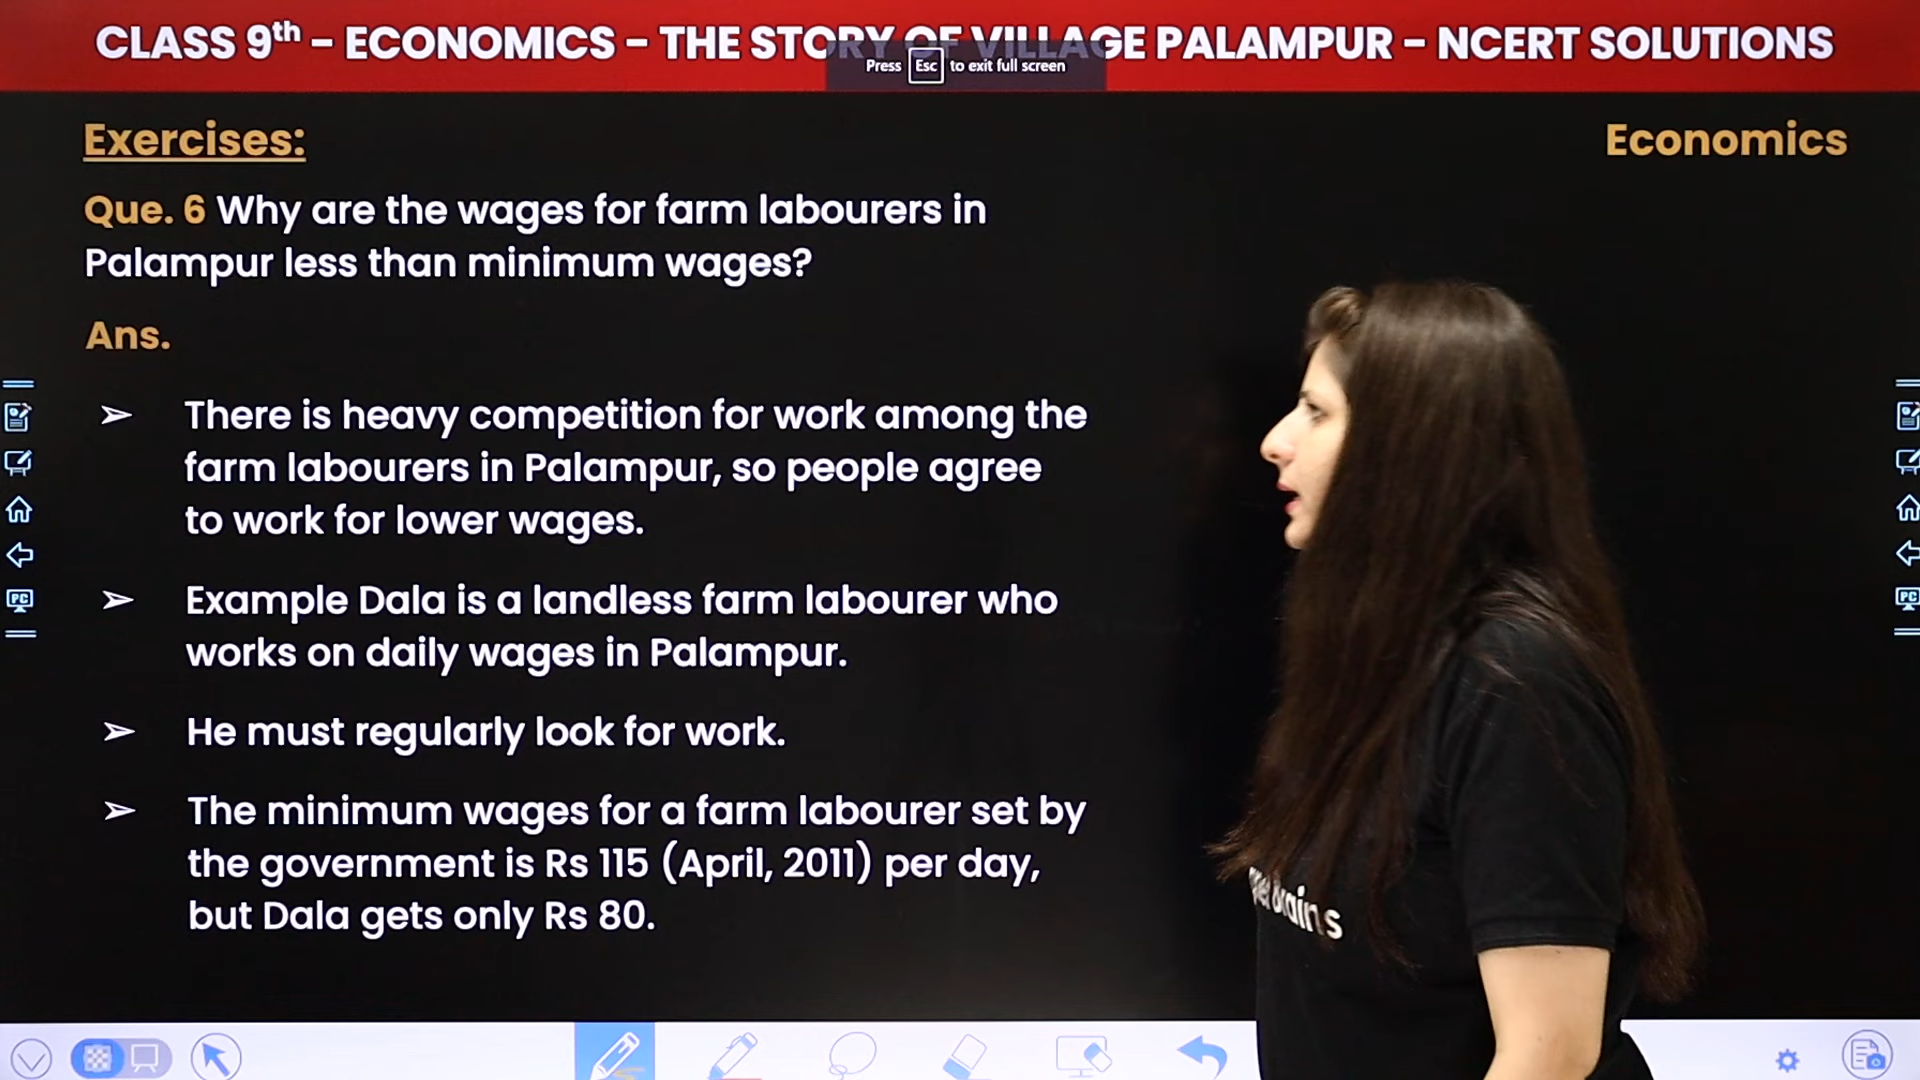 CLASS 9th – ECONOMICS – THE STORY OF VILLAGE PALAMPUR – NCERT SOLUTIONS
Press Esc to exit full screen
Exercises:
Economics
Que. 6 Why are the wages for farm labourers in
Palampur less than minimum wages?
Ans.
➢ There is heavy competition for work among the
farm labourers in Palampur, so people agree
to work for lower wages.
➢ Example Dala is a landless farm labourer who
works on daily wages in Palampur.
➢ He must regularly look for work.
➢ The minimum wages for a farm labourer set by
the government is Rs 115 (April, 2011) per day,
but Dala gets only Rs 80.
PC
PC